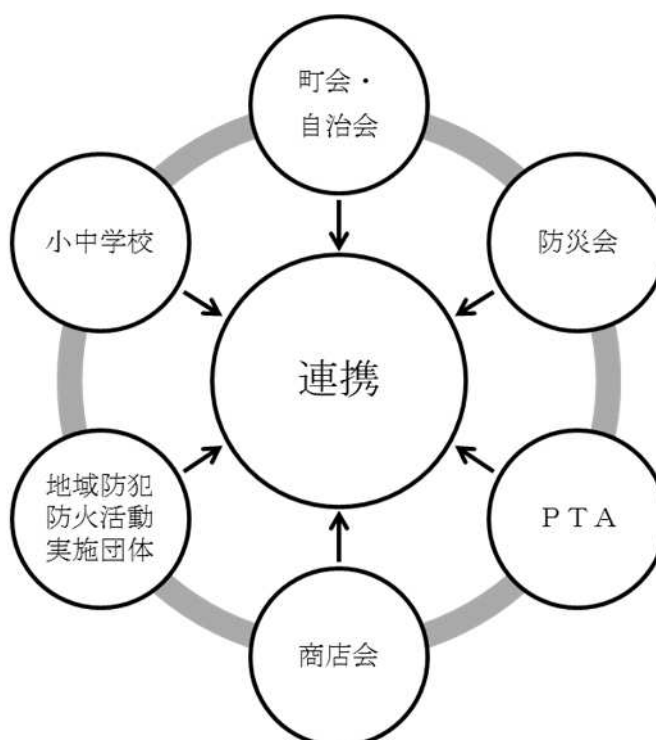 町会・
自治会
小中学校
防災会
連携
地域防犯
防火活動
実施団体
ＰＴＡ
商店会